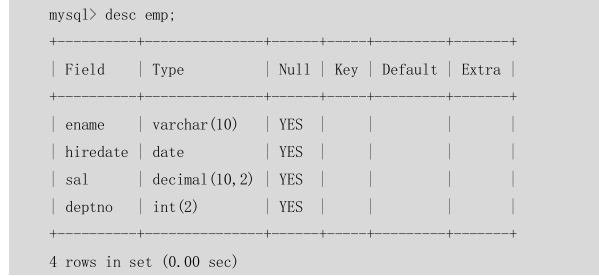 mysql> desc emp;
+----------+---------------+------+-----+---------+-------+
| Field    | Type          | Null | Key | Default | Extra |
+----------+---------------+------+-----+---------+-------+
| ename    | varchar(10)   | YES  |     |         |       |
| hiredate | date          | YES  |     |         |       |
| sal      | decimal(10,2) | YES  |     |         |       |
| deptno   | int(2)        | YES  |     |         |       |
+----------+---------------+------+-----+---------+-------+
4 rows in set (0.00 sec)